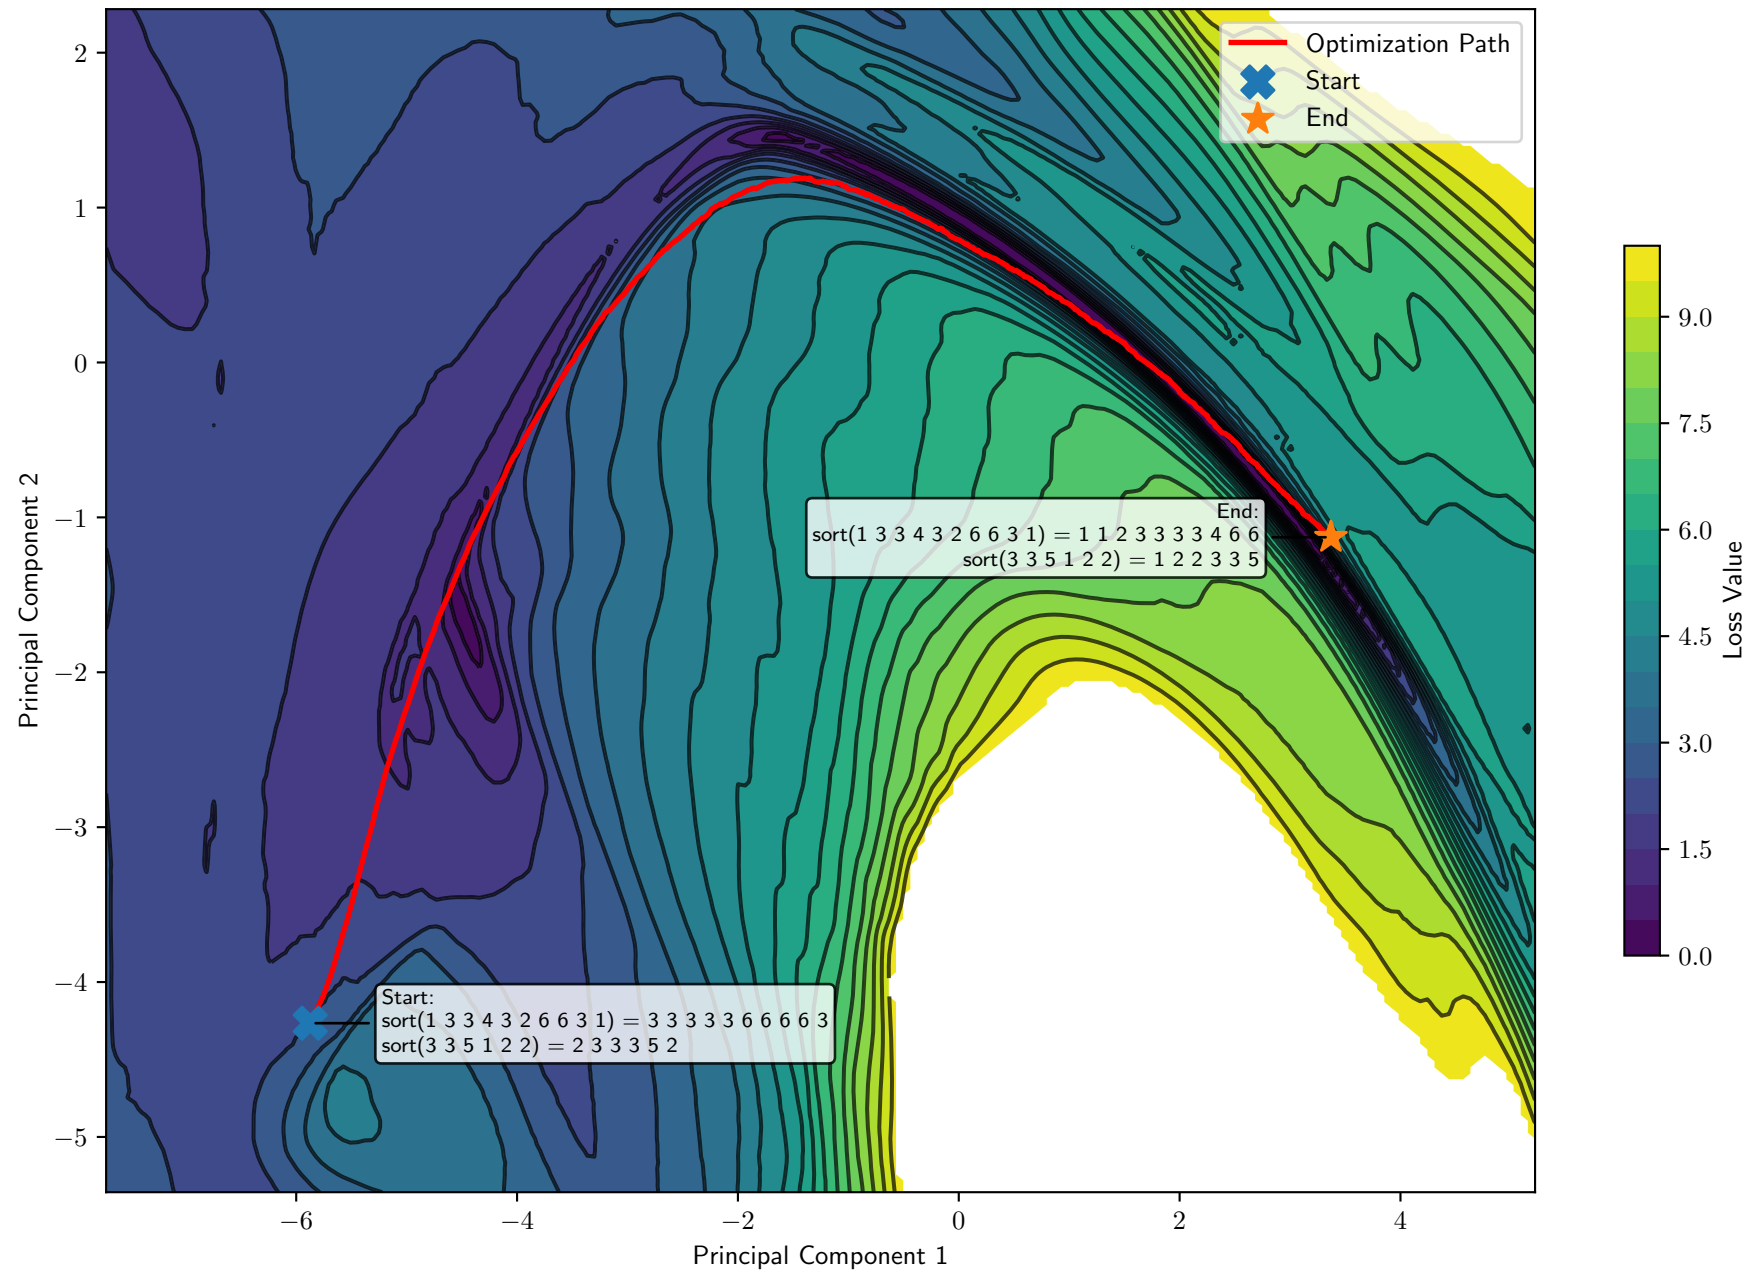 Optimization Path
Start
End
2
1
0
−1
−2
−3
−4
−5
Principal Component 2
End:
sort(1 3 3 4 3 2 6 6 3 1) = 1 1 2 3 3 3 3 4 6 6
sort(3 3 5 1 2 2) = 1 2 2 3 3 5
Start:
sort(1 3 3 4 3 2 6 6 3 1) = 3 3 3 3 3 6 6 6 6 3
sort(3 3 5 1 2 2) = 2 3 3 3 5 2
−6 −4 −2 0 2 4
Principal Component 1
9.0
7.5
6.0
4.5
3.0
1.5
0.0
Loss Value